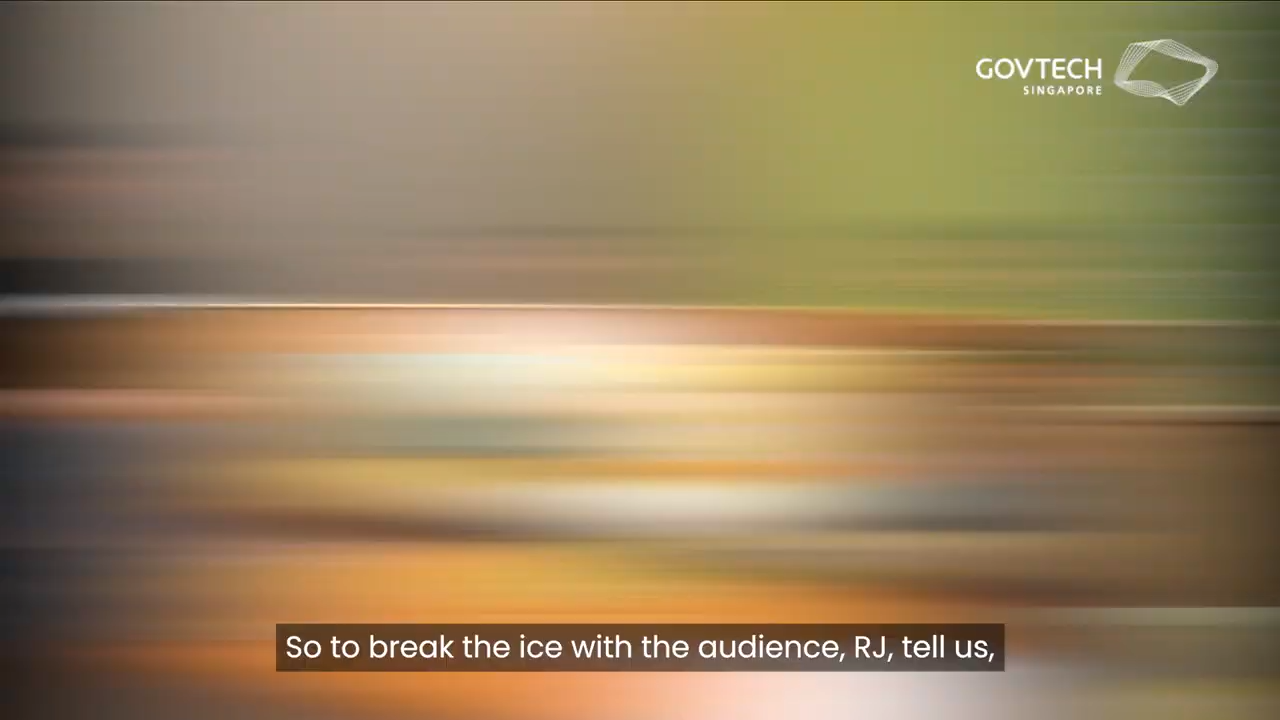 GOVTECH
SINGAPORE
So to break the ice with the audience, RJ, tell us,